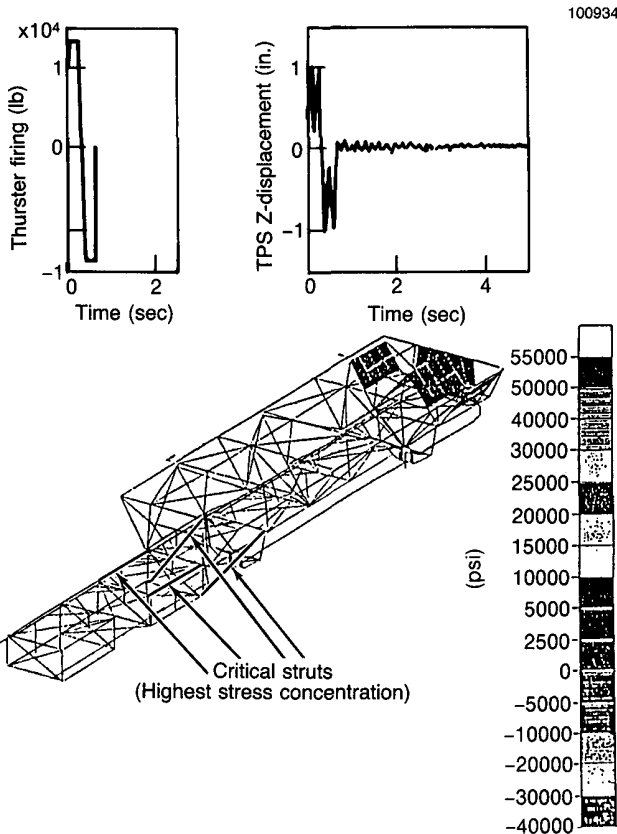 100934
x10⁴
Thurster firing (lb)
1
0
-1
0 2
Time (sec)
TPS Z-displacement (in.)
1
0
-1
0 2 4
Time (sec)
Critical struts
(Highest stress concentration)
(psi)
55000
50000
40000
30000
25000
20000
15000
10000
5000
2500
0
-5000
-10000
-20000
-30000
-40000